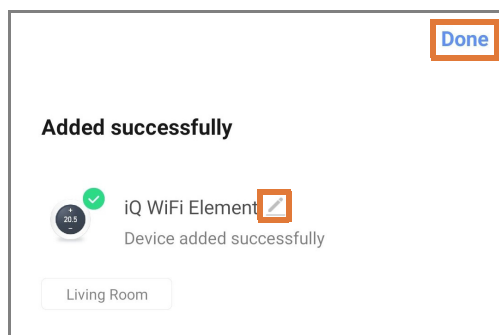 Done
Added successfully
+
20.5
–
iQ WiFi Element
Device added successfully
Living Room